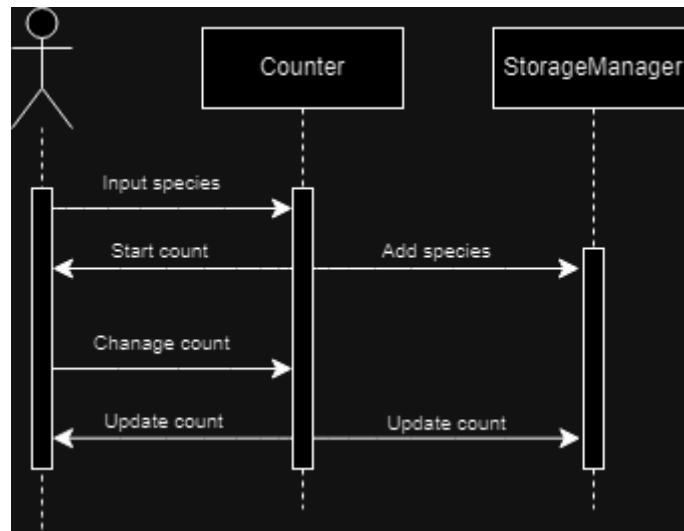 Counter
StorageManager
Input species
Start count
Add species
Chanage count
Update count
Update count